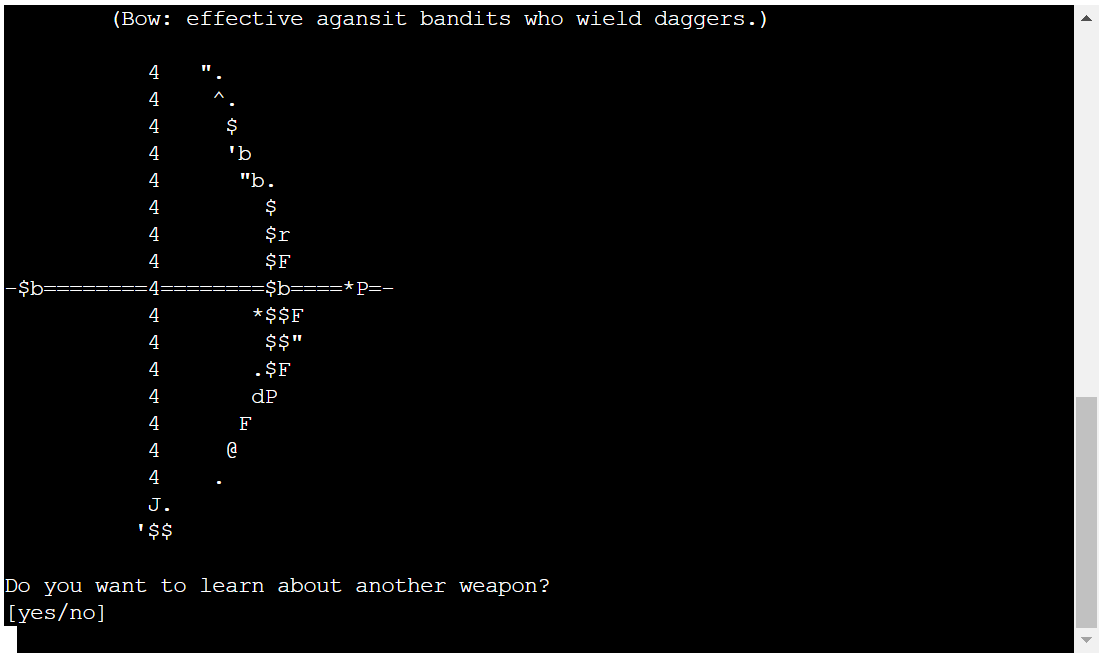 (Bow: effective agansit bandits who wield daggers.)
4 ".
4 ^.
4 $
4 'b
4 "b.
4 $
4 $r
4 $F
-$b========4========$b====*P=-
4 *$$F
4 $$"
4 .$F
4 dP
4 F
4 @
4 .
J.
'$$
Do you want to learn about another weapon?
[yes/no]